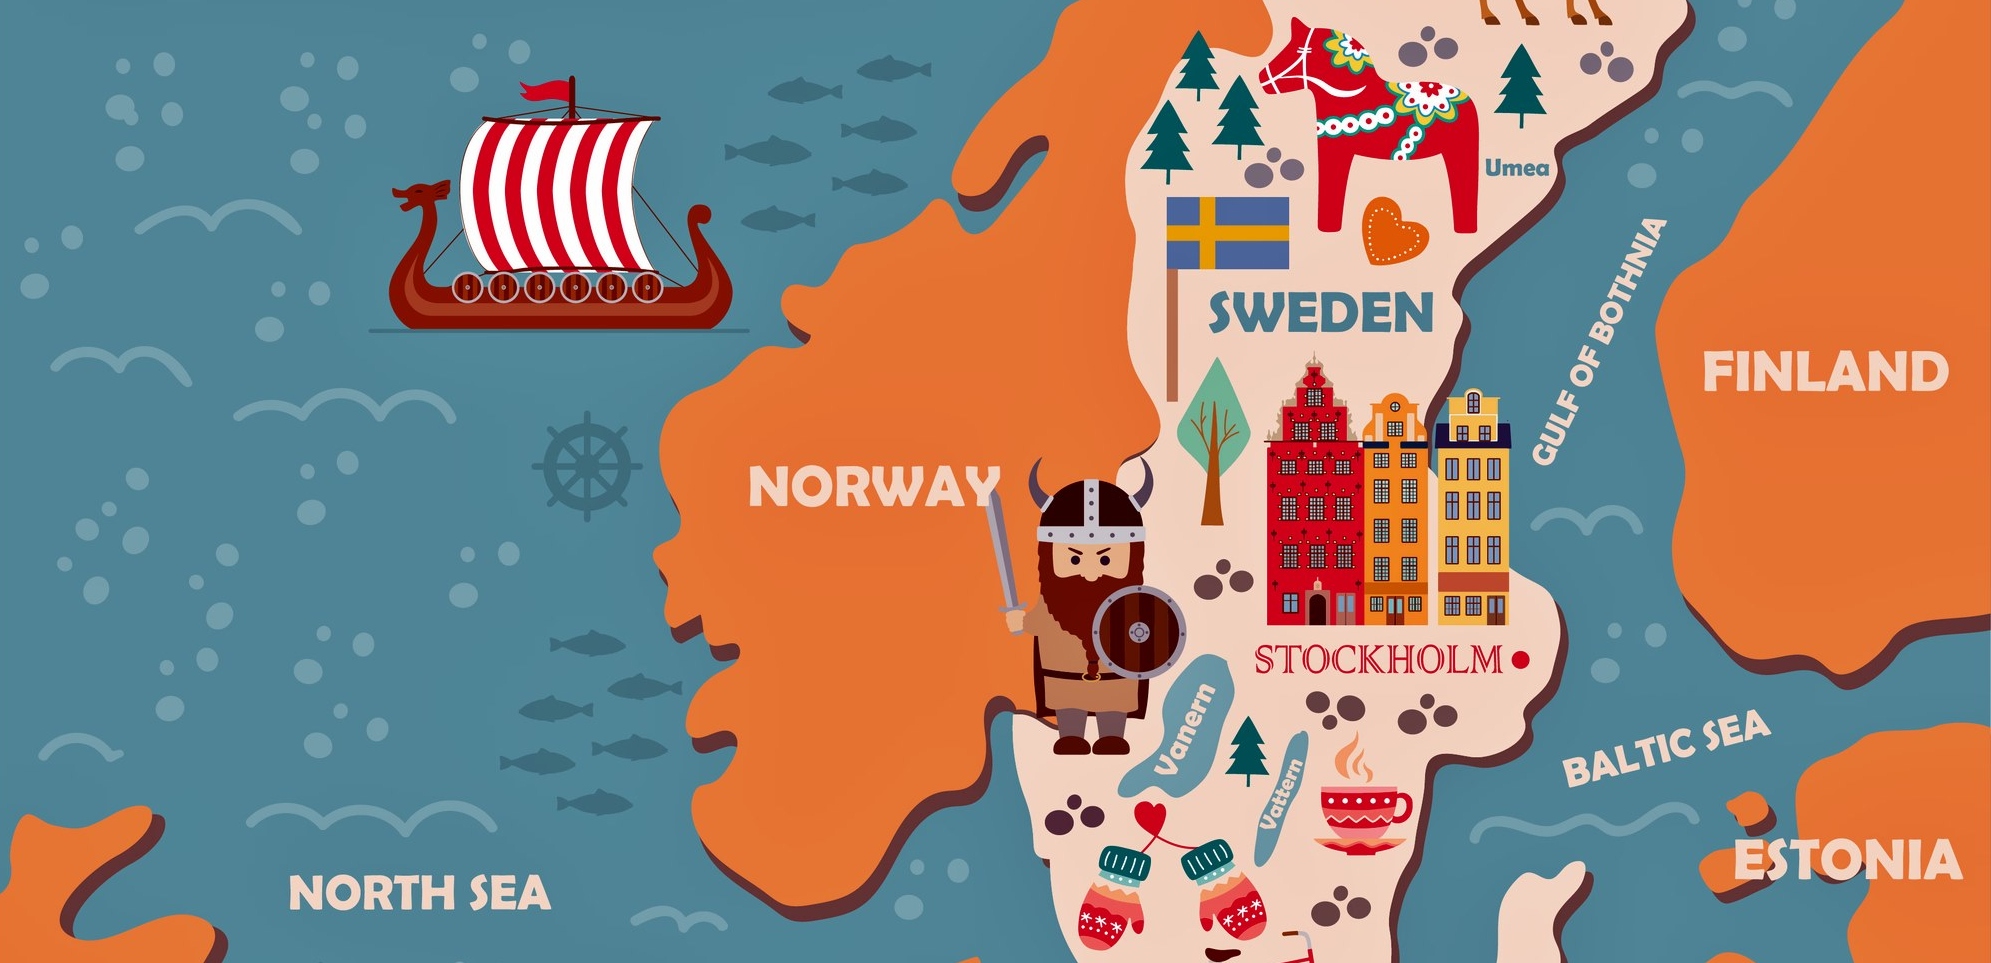 Umea
SWEDEN
GULF OF BOTHNIA
FINLAND
NORWAY
STOCKHOLM
Vanern
Vattern
BALTIC SEA
ESTONIA
NORTH SEA